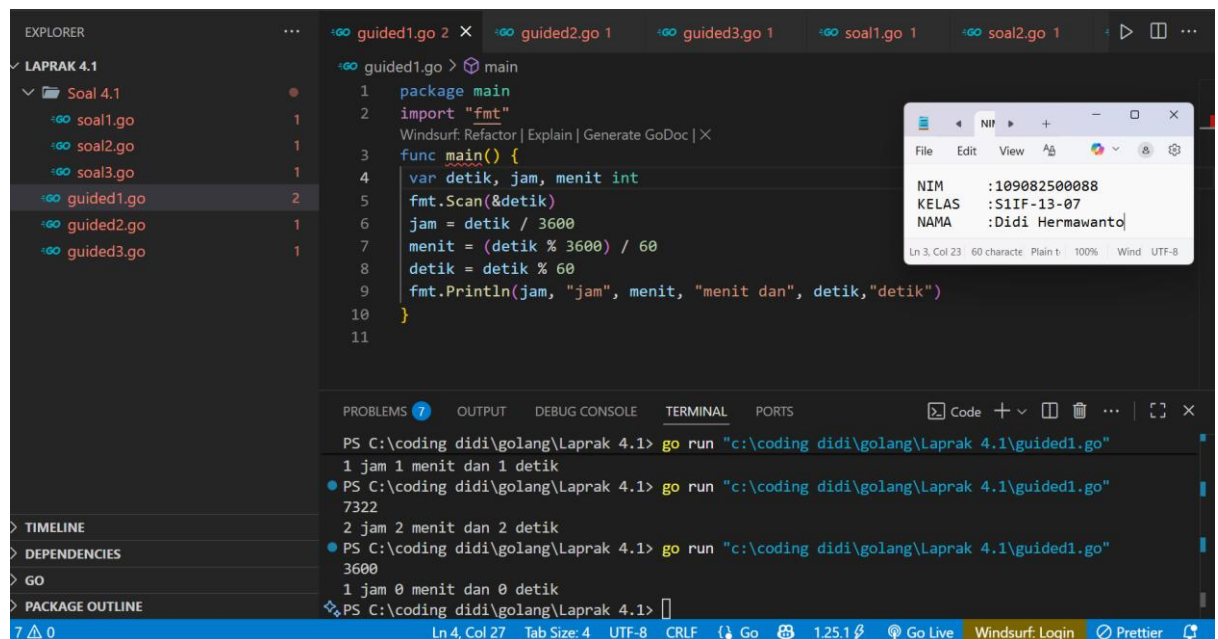 EXPLORER
LAPRAK 4.1
Soal 4.1
soal1.go 1
soal2.go 1
soal3.go 1
guided1.go 2
guided2.go 1
guided3.go 1
TIMELINE
DEPENDENCIES
GO
PACKAGE OUTLINE
guided1.go 2 guided2.go 1 guided3.go 1 soal1.go 1 soal2.go 1
guided1.go > main
1 package main
2 import "fmt"
Windsurf: Refactor | Explain | Generate GoDoc | X
3 func main() {
4 var detik, jam, menit int
5 fmt.Scan(&detik)
6 jam = detik / 3600
7 menit = (detik % 3600) / 60
8 detik = detik % 60
9 fmt.Println(jam, "jam", menit, "menit dan", detik,"detik")
10 }
11
File Edit View
NIM :109082500088
KELAS :S1IF-13-07
NAMA :Didi Hermawanto
Ln 3, Col 23 60 characte Plain t 100% Wind UTF-8
PROBLEMS 7 OUTPUT DEBUG CONSOLE TERMINAL PORTS Code
PS C:\coding didi\golang\Laprak 4.1> go run "c:\coding didi\golang\Laprak 4.1\guided1.go"
1 jam 1 menit dan 1 detik
PS C:\coding didi\golang\Laprak 4.1> go run "c:\coding didi\golang\Laprak 4.1\guided1.go"
7322
2 jam 2 menit dan 2 detik
PS C:\coding didi\golang\Laprak 4.1> go run "c:\coding didi\golang\Laprak 4.1\guided1.go"
3600
1 jam 0 menit dan 0 detik
PS C:\coding didi\golang\Laprak 4.1>
7 0 Ln 4, Col 27 Tab Size: 4 UTF-8 CRLF Go 1.25.1 Go Live Windsurf: Login Prettier